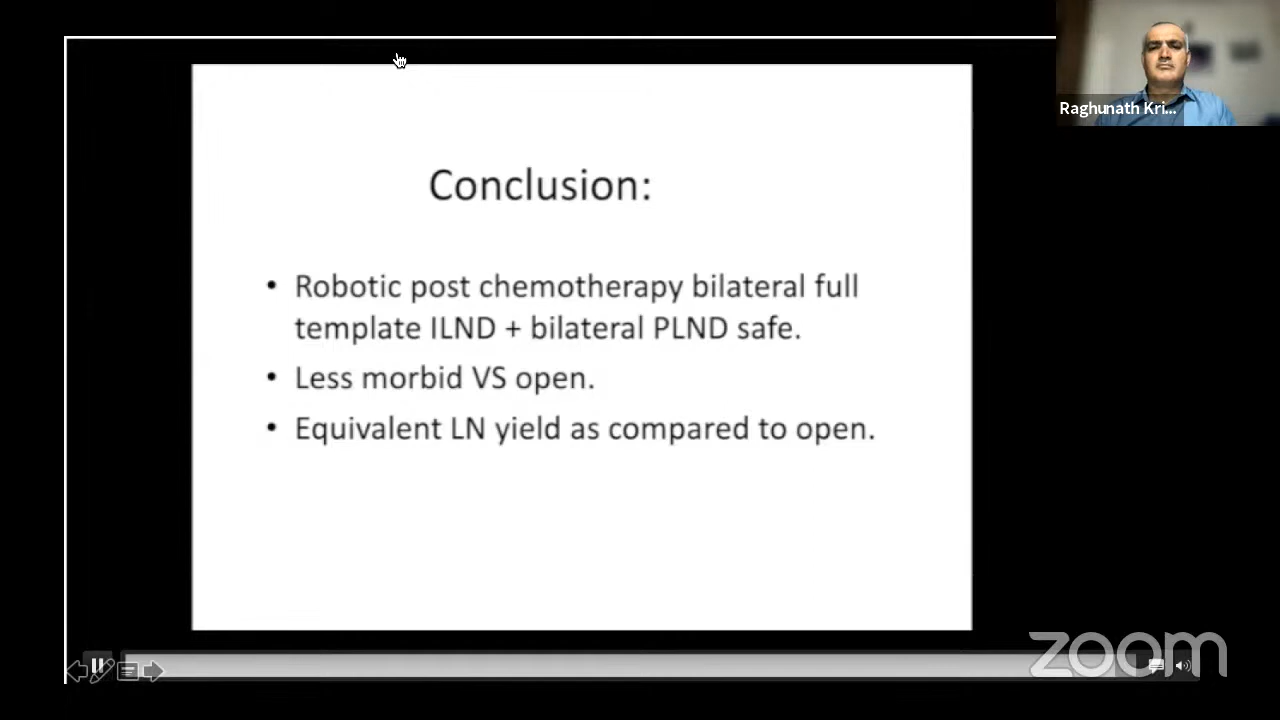 Raghunath Kri...
Conclusion:
• Robotic post chemotherapy bilateral full
template ILND + bilateral PLND safe.
• Less morbid VS open.
• Equivalent LN yield as compared to open.
zoom